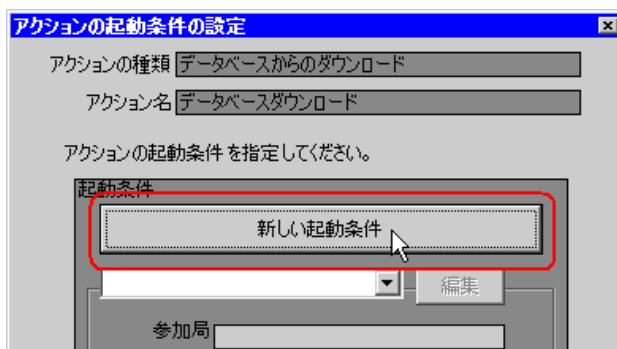 アクションの起動条件の設定
アクションの種類 データベースからのダウンロード
アクション名 データベースダウンロード
アクションの起動条件 を指定してください。
起動条件
新しい起動条件
編集
参加局